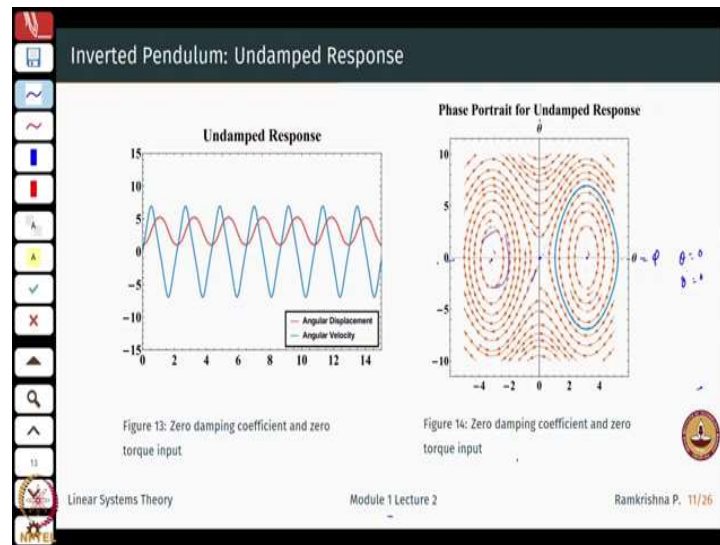 Inverted Pendulum: Undamped Response
Undamped Response
15
10
5
0
−5
−10
−15
0 2 4 6 8 10 12 14
Angular Displacement
Angular Velocity
Figure 13: Zero damping coefficient and zero
torque input
Phase Portrait for Undamped Response
θ̇
10
5
0
−5
−10
−4 −2 0 2 4
θ = φ
θ = 0
Figure 14: Zero damping coefficient and zero
torque input
A
A
13
NPTEL
Linear Systems Theory
Module 1 Lecture 2
Ramkrishna P. 11/26